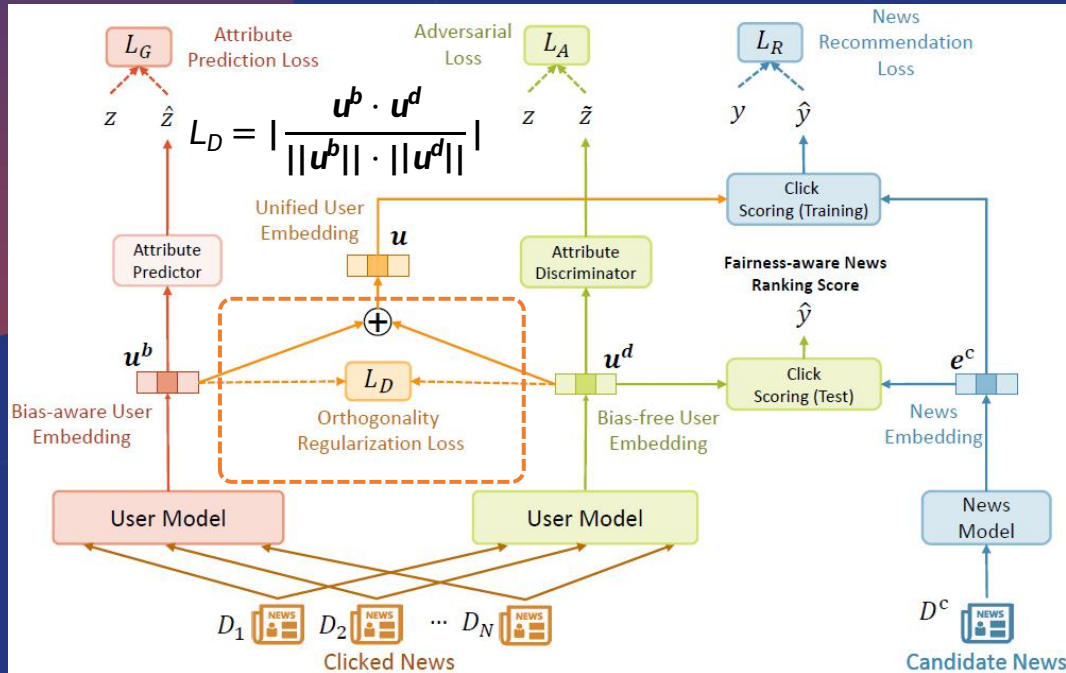 L_G
Attribute
Prediction Loss
Adversarial
Loss
L_A
L_R
News
Recommendation
Loss
z
ẑ
L_D = | u^b · u^d / ||u^b|| · ||u^d|| |
z
z̃
y
ŷ
Unified User
Embedding
u
Click
Scoring (Training)
Attribute
Predictor
Attribute
Discriminator
Fairness-aware News
Ranking Score
ŷ
+
u^b
L_D
u^d
Click
Scoring (Test)
e^c
Bias-aware User
Embedding
Orthogonality
Regularization Loss
Bias-free User
Embedding
News
Embedding
User Model
User Model
News
Model
D_1
NEWS
D_2
NEWS
...
D_N
NEWS
D^c
NEWS
Clicked News
Candidate News